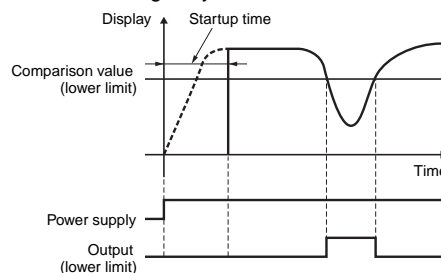 Display
Startup time
Comparison value
(lower limit)
Time
Power supply
Output
(lower limit)